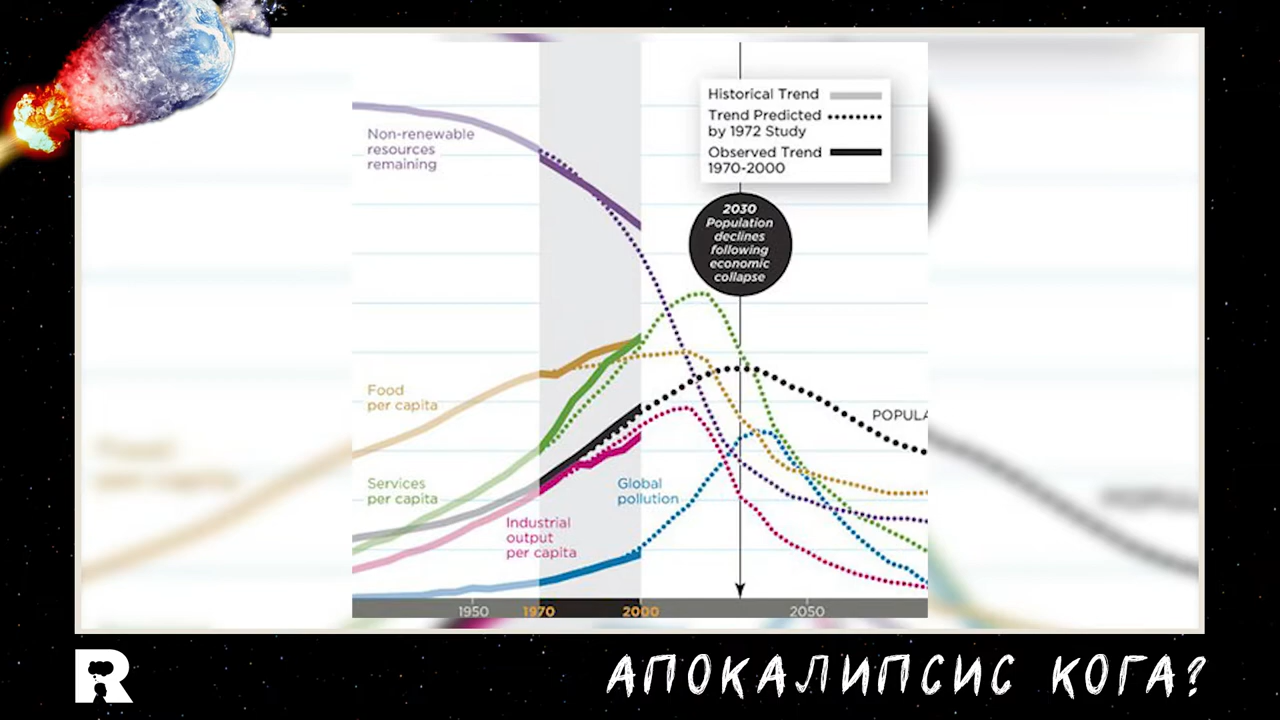 Historical Trend
Trend Predicted
by 1972 Study
Observed Trend
1970-2000
Non-renewable
resources
remaining
2030
Population
declines
following
economic
collapse
Food
per capita
POPULA
Services
per capita
Global
pollution
Industrial
output
per capita
1950 1970 2000 2050
R АПОКАЛИПСИС КОГА?